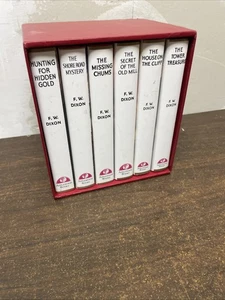 HUNTING
FOR
HIDDEN
GOLD
F. W.
DIXON
THE
SHORE ROAD
MYSTERY
F. W.
DIXON
THE
MISSING
CHUMS
F. W.
DIXON
THE
SECRET
OF THE
OLD MILL
F. W.
DIXON
THE
HOUSE ON
THE CLIFF
F. W.
DIXON
THE
TOWER
TREASURE
F. W.
DIXON